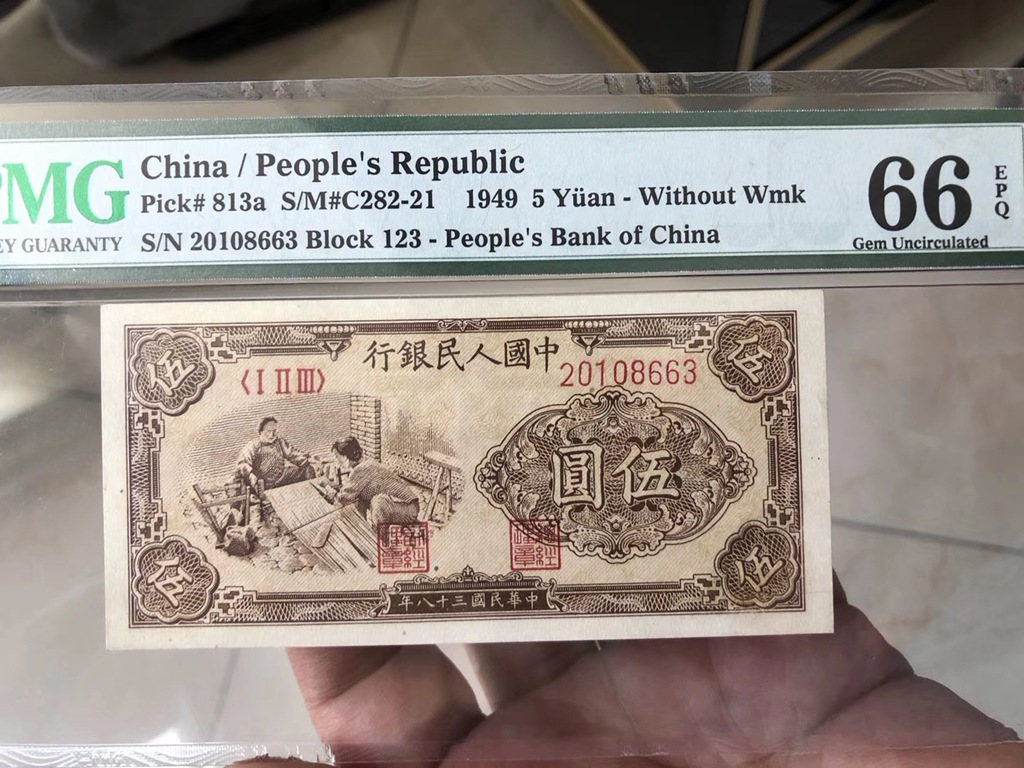 PMG
EY GUARANTY
China / People's Republic
Pick# 813a S/M#C282-21 1949 5 Yüan - Without Wmk
S/N 20108663 Block 123 - People's Bank of China
66
EPQ
Gem Uncirculated
中國人民銀行
伍
伍
〈I II III〉
20108663
伍圓
伍
伍
中華民國三十八年